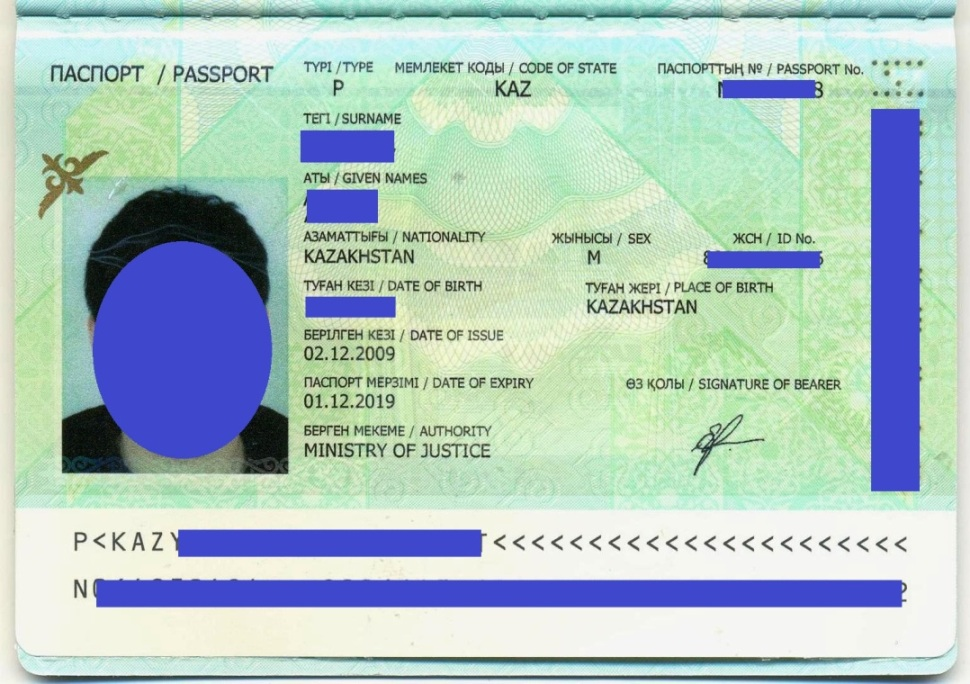 ПАСПОРТ / PASSPORT
ТҮРІ / TYPE МЕМЛЕКЕТ КОДЫ / CODE OF STATE ПАСПОРТТЫҢ № / PASSPORT No.
P KAZ
ТЕГІ / SURNAME
АТЫ / GIVEN NAMES
АЗАМАТТЫҒЫ / NATIONALITY ЖЫНЫСЫ / SEX ЖСН / ID No.
KAZAKHSTAN M
ТУҒАН КЕЗІ / DATE OF BIRTH ТУҒАН ЖЕРІ / PLACE OF BIRTH
KAZAKHSTAN
БЕРІЛГЕН КЕЗІ / DATE OF ISSUE
02.12.2009
ПАСПОРТ МЕРЗІМІ / DATE OF EXPIRY ӨЗ ҚОЛЫ / SIGNATURE OF BEARER
01.12.2019
БЕРГЕН МЕКЕМЕ / AUTHORITY
MINISTRY OF JUSTICE
P<KAZY <<<<<<<<<<<<<<<<<<<<<<